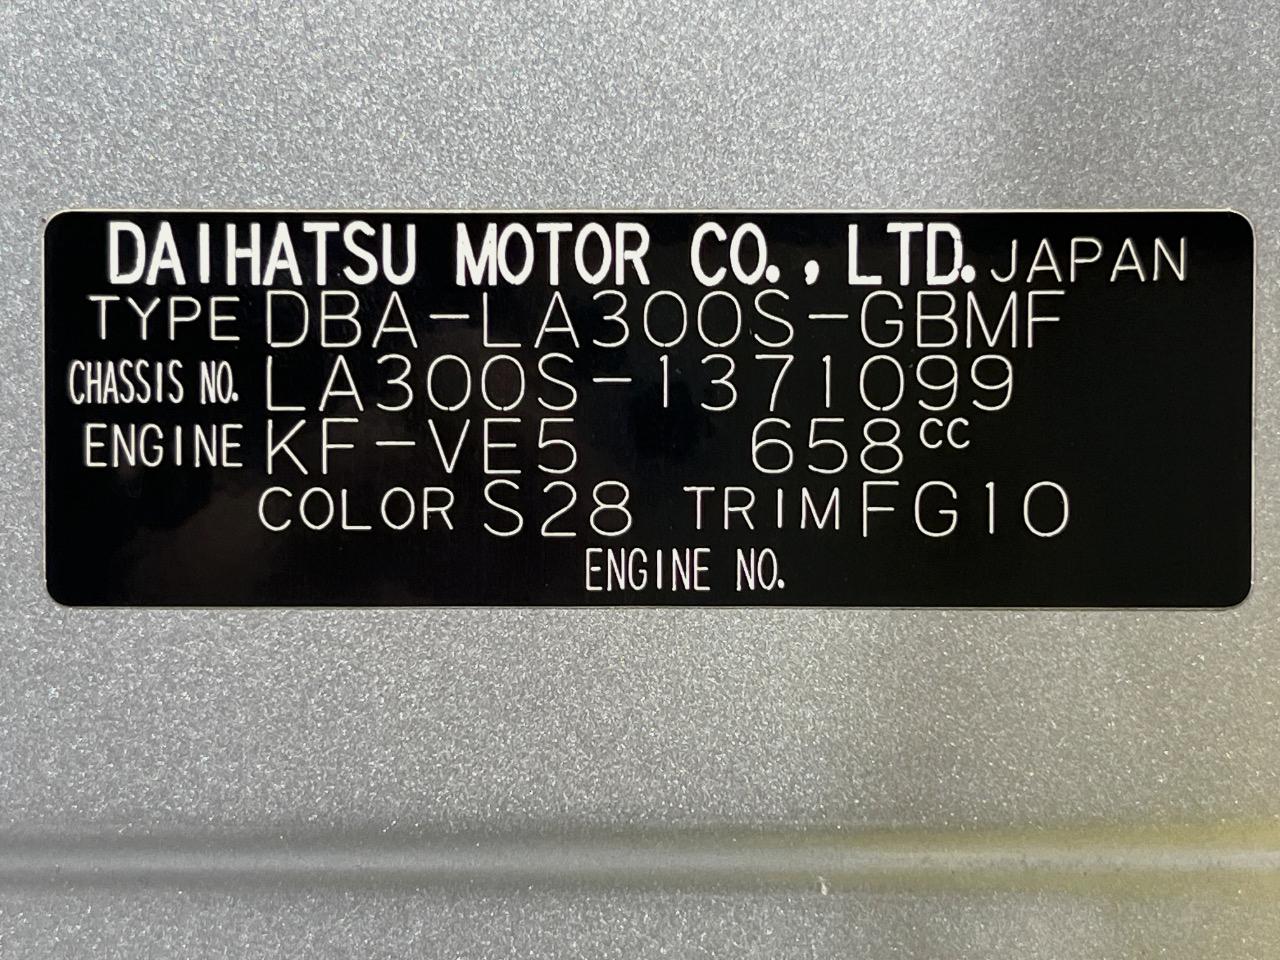 DAIHATSU MOTOR CO., LTD. JAPAN
TYPE DBA-LA300S-GBMF
CHASSIS NO. LA300S-1371099
ENGINE KF-VE5 658cc
COLOR S28 TRIM FG10
ENGINE NO.